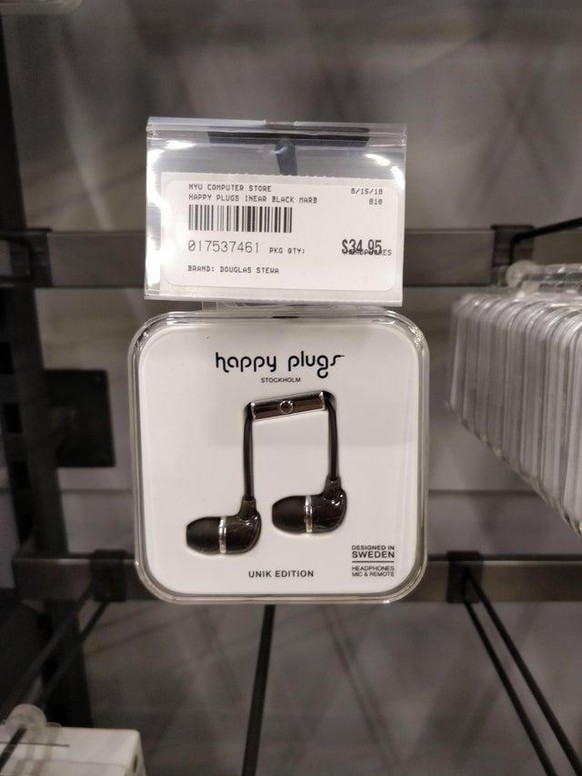 NYU COMPUTER STORE 8/15/18
HAPPY PLUGS INEAR BLACK MARB 010
017537461 PKG QTY: $34.95
BRAND: DOUGLAS STEWA
happy plugs
STOCKHOLM
DESIGNED IN
SWEDEN
HEADPHONES
MIC & REMOTE
UNIK EDITION